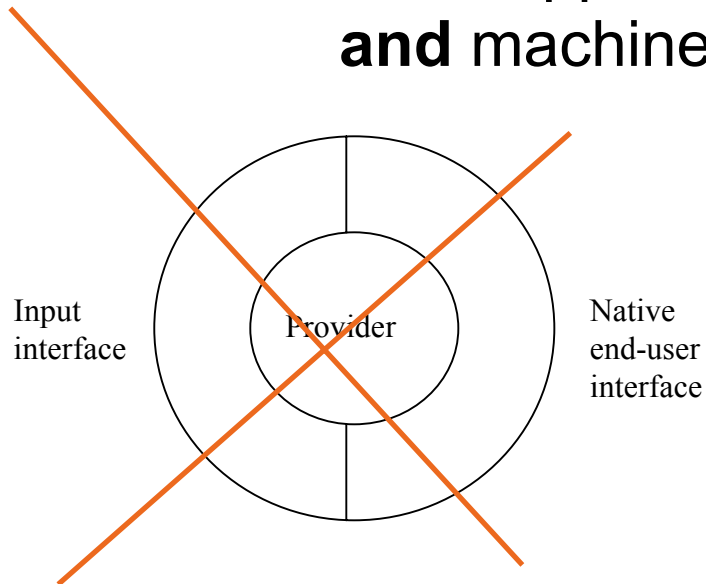 and machine
Input
interface
Provider
Native
end-user
interface